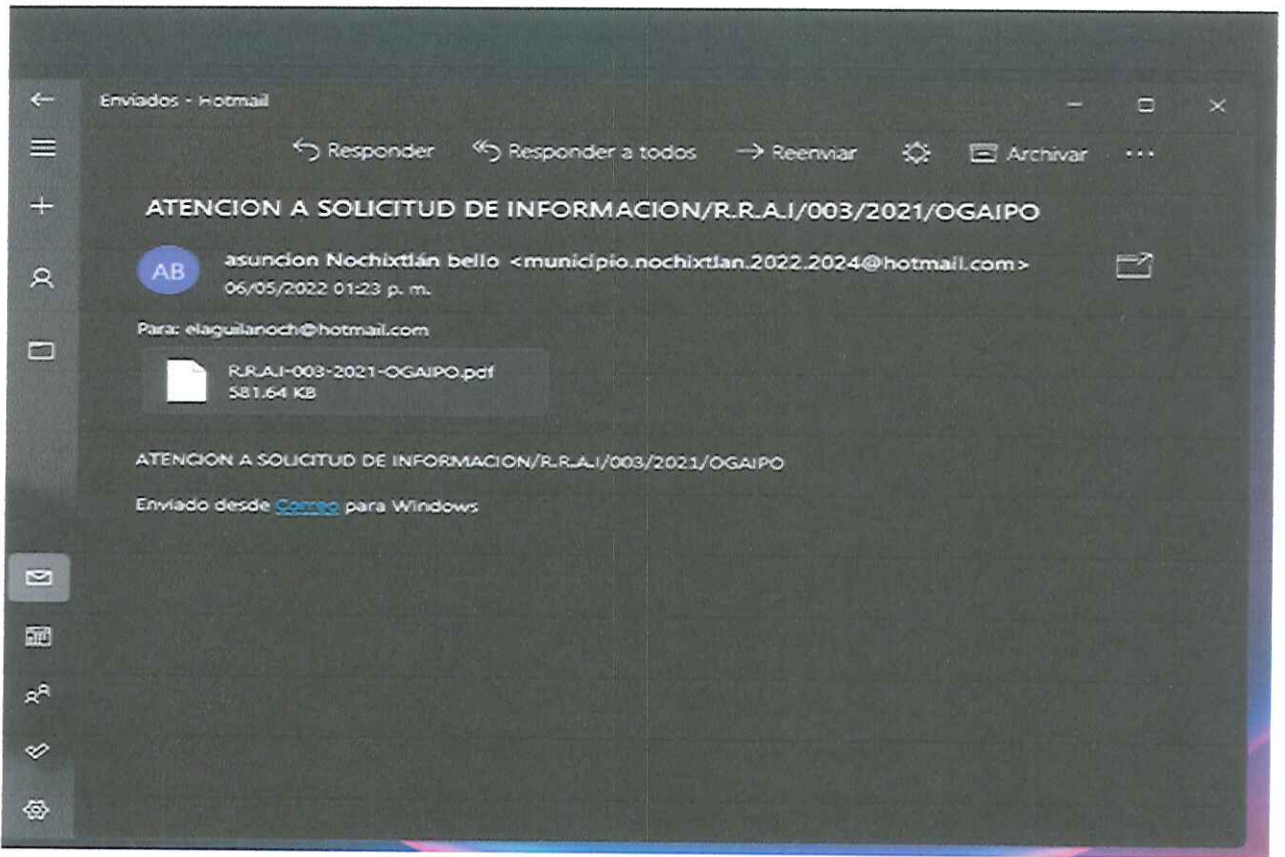 Enviados - Hotmail
Responder Responder a todos Reenviar Archivar ...
ATENCION A SOLICITUD DE INFORMACION/R.R.A.I/003/2021/OGAIPO
AB
asuncion Nochixtlán bello <municipio.nochixtlan.2022.2024@hotmail.com>
06/05/2022 01:23 p. m.
Para: elaguilanoch@hotmail.com
R.R.A.I-003-2021-OGAIPO.pdf
581.64 KB
ATENCION A SOLICITUD DE INFORMACION/R.R.A.I/003/2021/OGAIPO
Enviado desde Correo para Windows